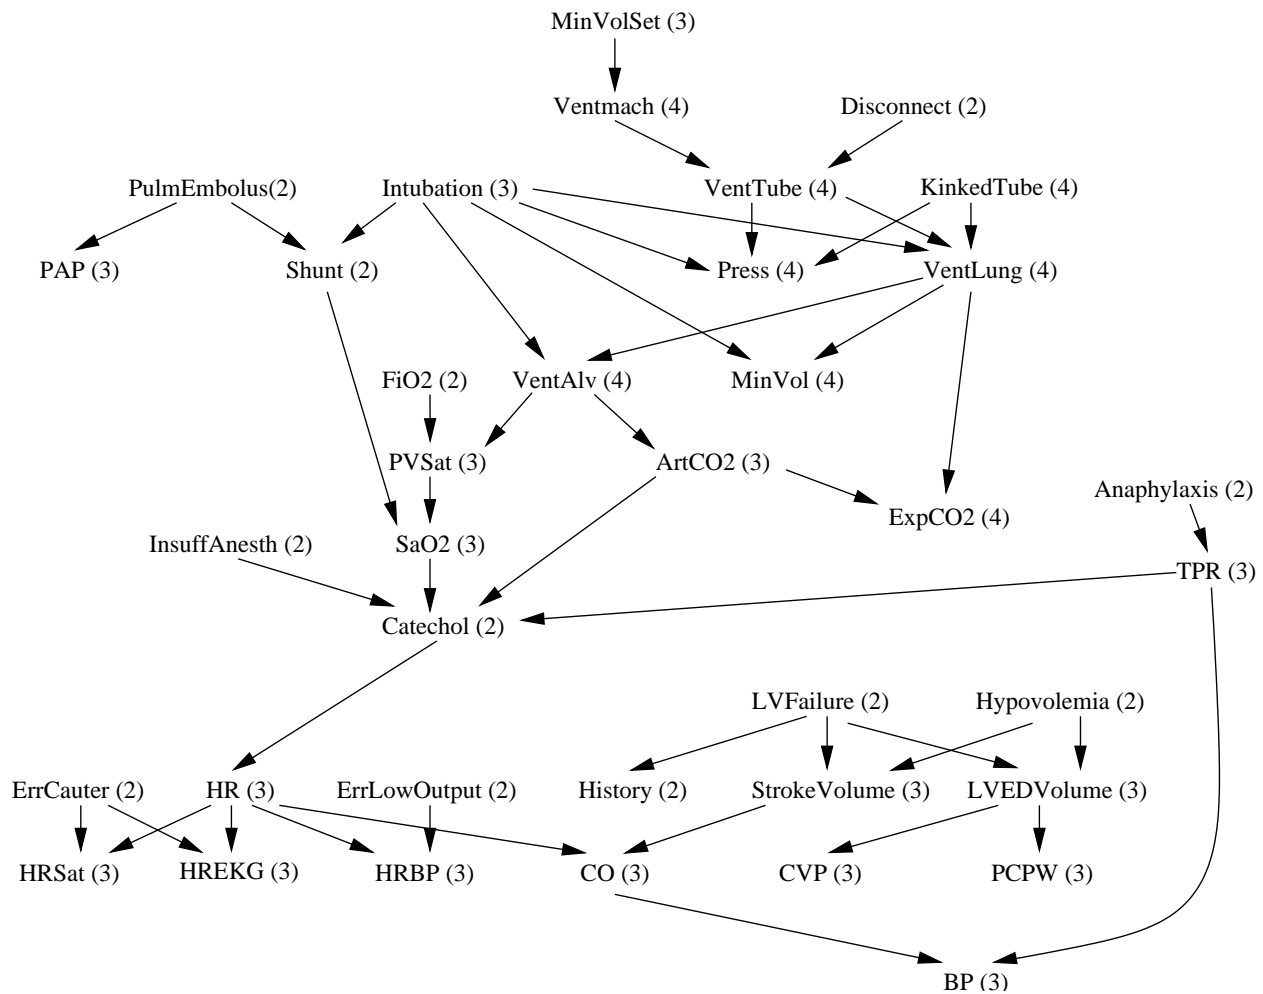 MinVolSet (3)
Ventmach (4)
Disconnect (2)
PulmEmbolus(2)
Intubation (3)
VentTube (4)
KinkedTube (4)
PAP (3)
Shunt (2)
Press (4)
VentLung (4)
FiO2 (2)
VentAlv (4)
MinVol (4)
PVSat (3)
ArtCO2 (3)
Anaphylaxis (2)
ExpCO2 (4)
InsuffAnesth (2)
SaO2 (3)
TPR (3)
Catechol (2)
LVFailure (2)
Hypovolemia (2)
ErrCauter (2)
HR (3)
ErrLowOutput (2)
History (2)
StrokeVolume (3)
LVEDVolume (3)
HRSat (3)
HREKG (3)
HRBP (3)
CO (3)
CVP (3)
PCPW (3)
BP (3)